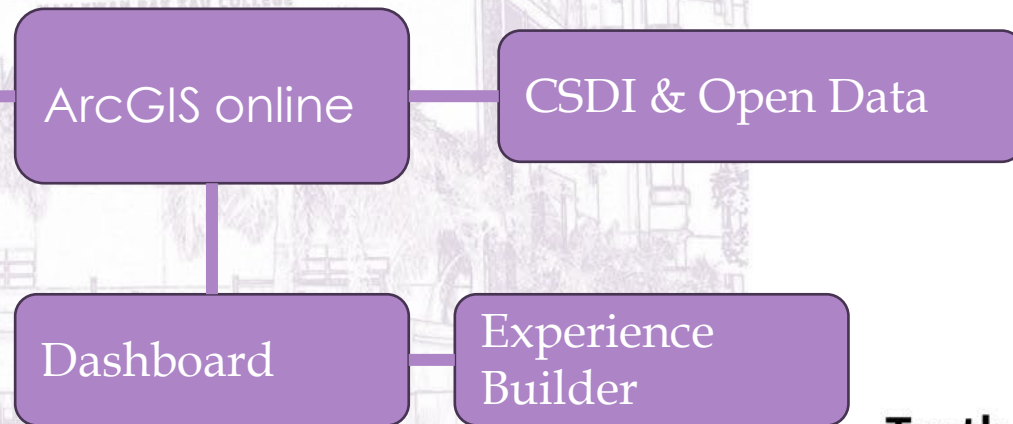 ArcGIS online
CSDI & Open Data
Dashboard
Experience
Builder